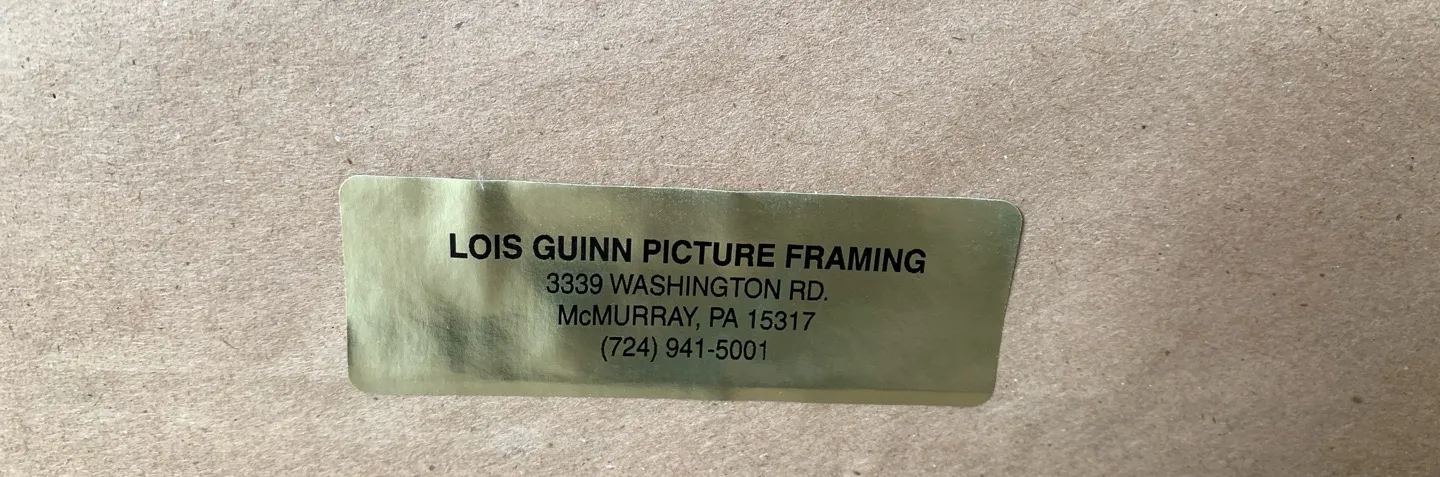 LOIS GUINN PICTURE FRAMING
3339 WASHINGTON RD.
McMURRAY, PA 15317
(724) 941-5001